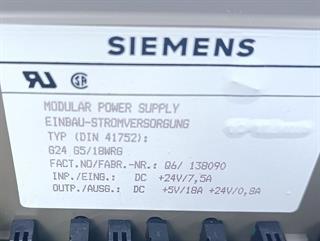 SIEMENS
MODULAR POWER SUPPLY
EINBAU-STROMVERSORGUNG
TYP (DIN 41752):
G24 G5/18WRG
FACT.NO/FABR.-NR.: Q6/ 138090
INP./EING.: DC +24V/7,5A
OUTP./AUSG.: DC +5V/18A +24V/0,8A